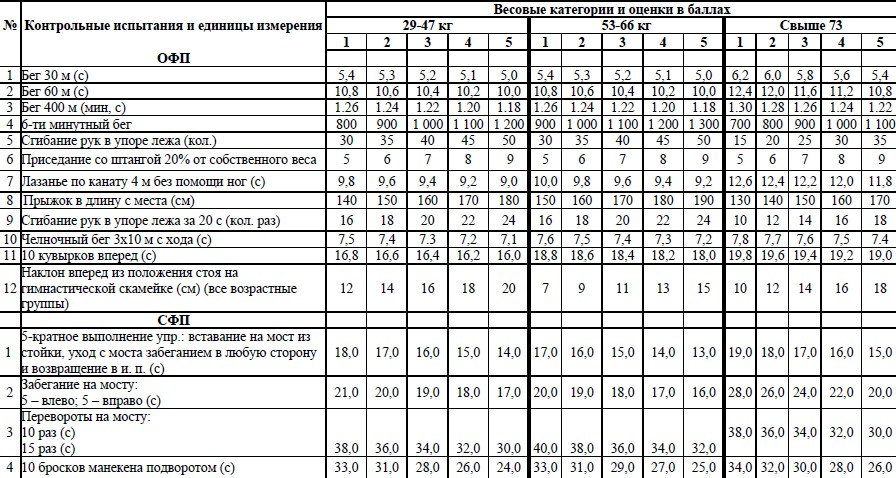 № Контрольные испытания и единицы измерения Весовые категории и оценки в баллах
29-47 кг 53-66 кг Свыше 73
1 2 3 4 5 1 2 3 4 5 1 2 3 4 5
ОФП
1 Бег 30 м (с) 5,4 5,3 5,2 5,1 5,0 5,4 5,3 5,2 5,1 5,0 6,2 6,0 5,8 5,6 5,4
2 Бег 60 м (с) 10,8 10,6 10,4 10,2 10,0 10,8 10,6 10,4 10,2 10,0 12,4 12,0 11,6 11,2 10,8
3 Бег 400 м (мин, с) 1.26 1.24 1.22 1.20 1.18 1.26 1.24 1.22 1.20 1.18 1.30 1.28 1.26 1.24 1.22
4 6-ти минутный бег 800 900 1 000 1 100 1 200 900 1 000 1 100 1 200 1 300 700 800 900 1 000 1 100
5 Сгибание рук в упоре лежа (кол.) 30 35 40 45 50 30 35 40 45 50 15 20 25 30 35
6 Приседание со штангой 20% от собственного веса 5 6 7 8 9 5 6 7 8 9 5 6 7 8 9
7 Лазанье по канату 4 м без помощи ног (с) 9,8 9,6 9,4 9,2 9,0 10,0 9,8 9,6 9,4 9,2 12,6 12,4 12,2 12,0 11,8
8 Прыжок в длину с места (см) 140 150 160 170 180 150 160 170 180 190 130 140 150 160 170
9 Сгибание рук в упоре лежа за 20 с (кол. раз) 16 18 20 22 24 16 18 20 22 24 10 12 14 16 18
10 Челночный бег 3х10 м с хода (с) 7,5 7,4 7.3 7,2 7,1 7,6 7,5 7,4 7,3 7,2 7,8 7,7 7,6 7,5 7.4
11 10 кувырков вперед (с) 16,8 16,6 16,4 16,2 16,0 18,8 18,6 18,4 18,2 18,0 19,8 19,6 19,4 19,2 19,0
12 Наклон вперед из положения стоя на
гимнастической скамейке (см) (все возрастные
группы) 12 14 16 18 20 7 9 11 13 15 10 12 14 16 18
СФП
1 5-кратное выполнение упр.: вставание на мост из
стойки, уход с моста забеганием в любую сторону
и возвращение в и. п. (с) 18,0 17,0 16,0 15,0 14,0 17,0 16,0 15,0 14,0 13,0 19,0 18,0 17,0 16,0 15,0
2 Забегание на мосту:
5 – влево; 5 – вправо (с) 21,0 20,0 19,0 18,0 17,0 20,0 19,0 18,0 17,0 16,0 28,0 26,0 24,0 22,0 20,0
3 Перевороты на мосту:
10 раз (с) 38,0 36,0 34,0 32,0 30,0
15 раз (с) 38,0 36,0 34,0 32,0 30,0 40,0 38,0 36,0 34,0 32,0
4 10 бросков манекена подворотом (с) 33,0 31,0 28,0 26,0 24,0 33,0 31,0 29,0 27,0 25,0 34,0 32,0 30,0 28,0 26,0